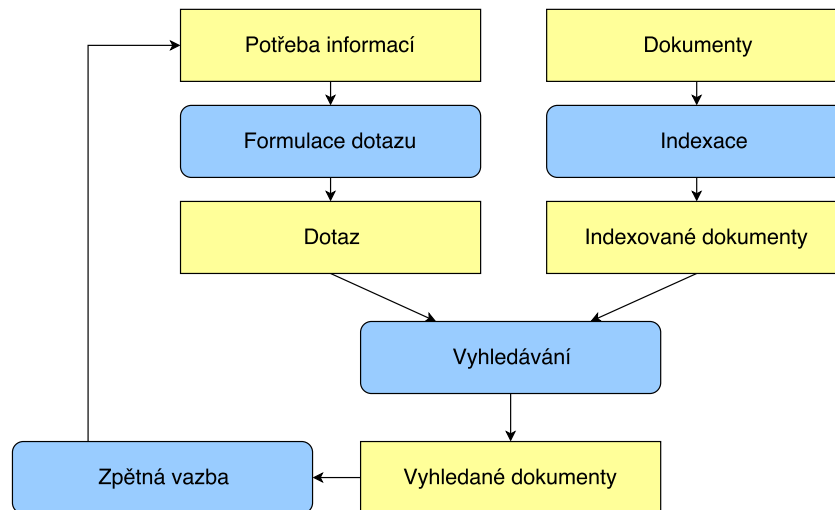 Potřeba informací
Dokumenty
Formulace dotazu
Indexace
Dotaz
Indexované dokumenty
Vyhledávání
Zpětná vazba
Vyhledané dokumenty